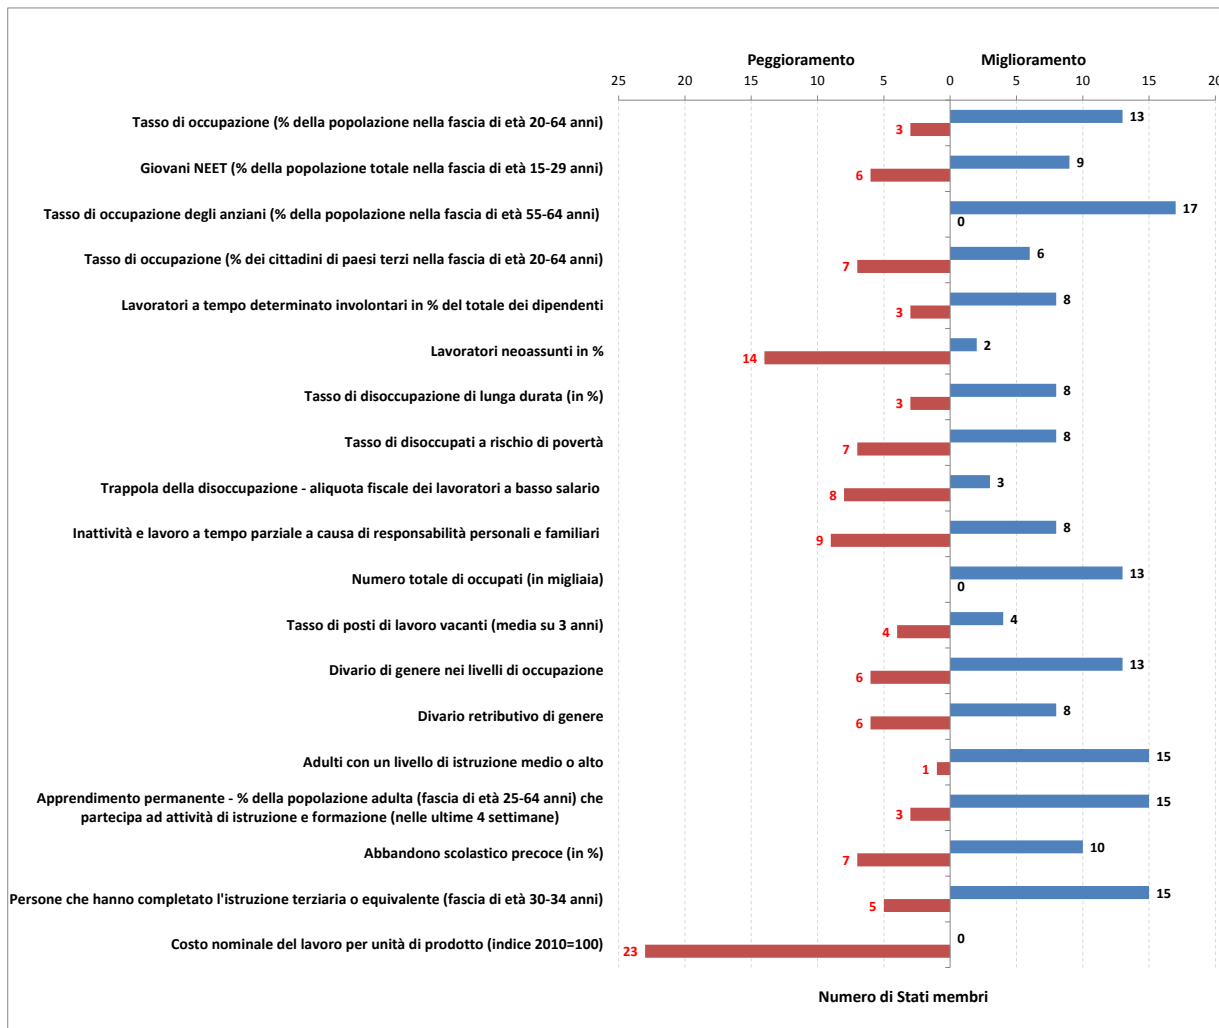 Peggioramento Miglioramento
25 20 15 10 5 0 5 10 15 20
Tasso di occupazione (% della popolazione nella fascia di età 20-64 anni) 3 13
Giovani NEET (% della popolazione totale nella fascia di età 15-29 anni) 6 9
Tasso di occupazione degli anziani (% della popolazione nella fascia di età 55-64 anni) 0 17
Tasso di occupazione (% dei cittadini di paesi terzi nella fascia di età 20-64 anni) 7 6
Lavoratori a tempo determinato involontari in % del totale dei dipendenti 3 8
Lavoratori neoassunti in % 14 2
Tasso di disoccupazione di lunga durata (in %) 3 8
Tasso di disoccupati a rischio di povertà 7 8
Trappola della disoccupazione - aliquota fiscale dei lavoratori a basso salario 8 3
Inattività e lavoro a tempo parziale a causa di responsabilità personali e familiari 9 8
Numero totale di occupati (in migliaia) 0 13
Tasso di posti di lavoro vacanti (media su 3 anni) 4 4
Divario di genere nei livelli di occupazione 6 13
Divario retributivo di genere 6 8
Adulti con un livello di istruzione medio o alto 1 15
Apprendimento permanente - % della popolazione adulta (fascia di età 25-64 anni) che
partecipa ad attività di istruzione e formazione (nelle ultime 4 settimane) 3 15
Abbandono scolastico precoce (in %) 7 10
Persone che hanno completato l'istruzione terziaria o equivalente (fascia di età 30-34 anni) 5 15
Costo nominale del lavoro per unità di prodotto (indice 2010=100) 23 0
Numero di Stati membri